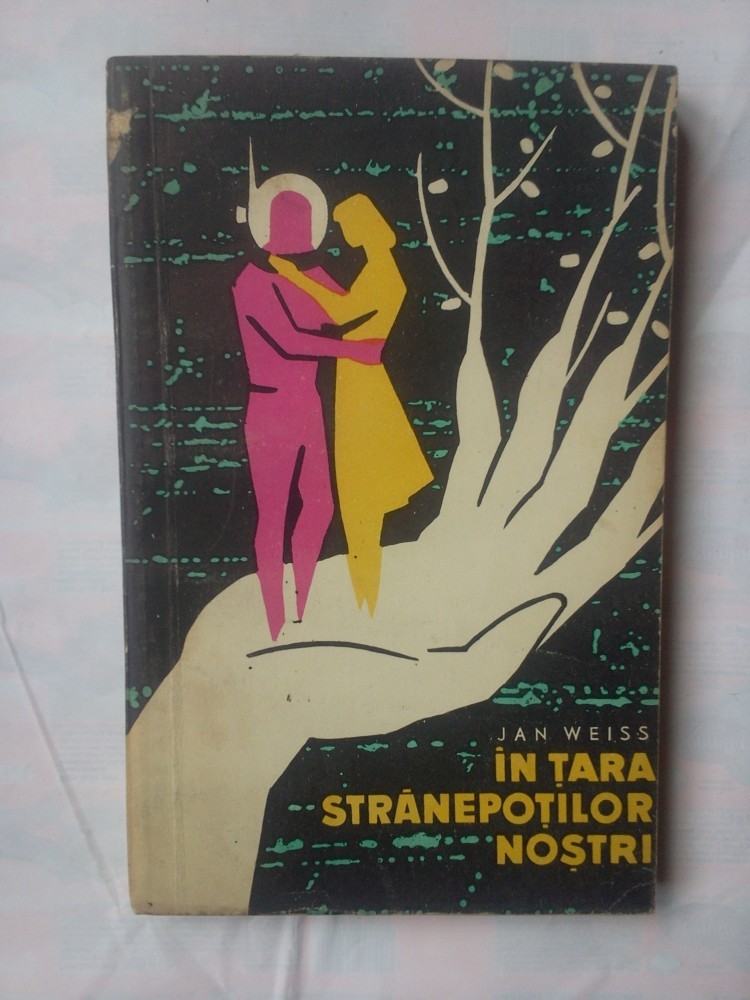 JAN WEISS
ÎN ȚARA
STRĂNEPOȚILOR
NOȘTRI